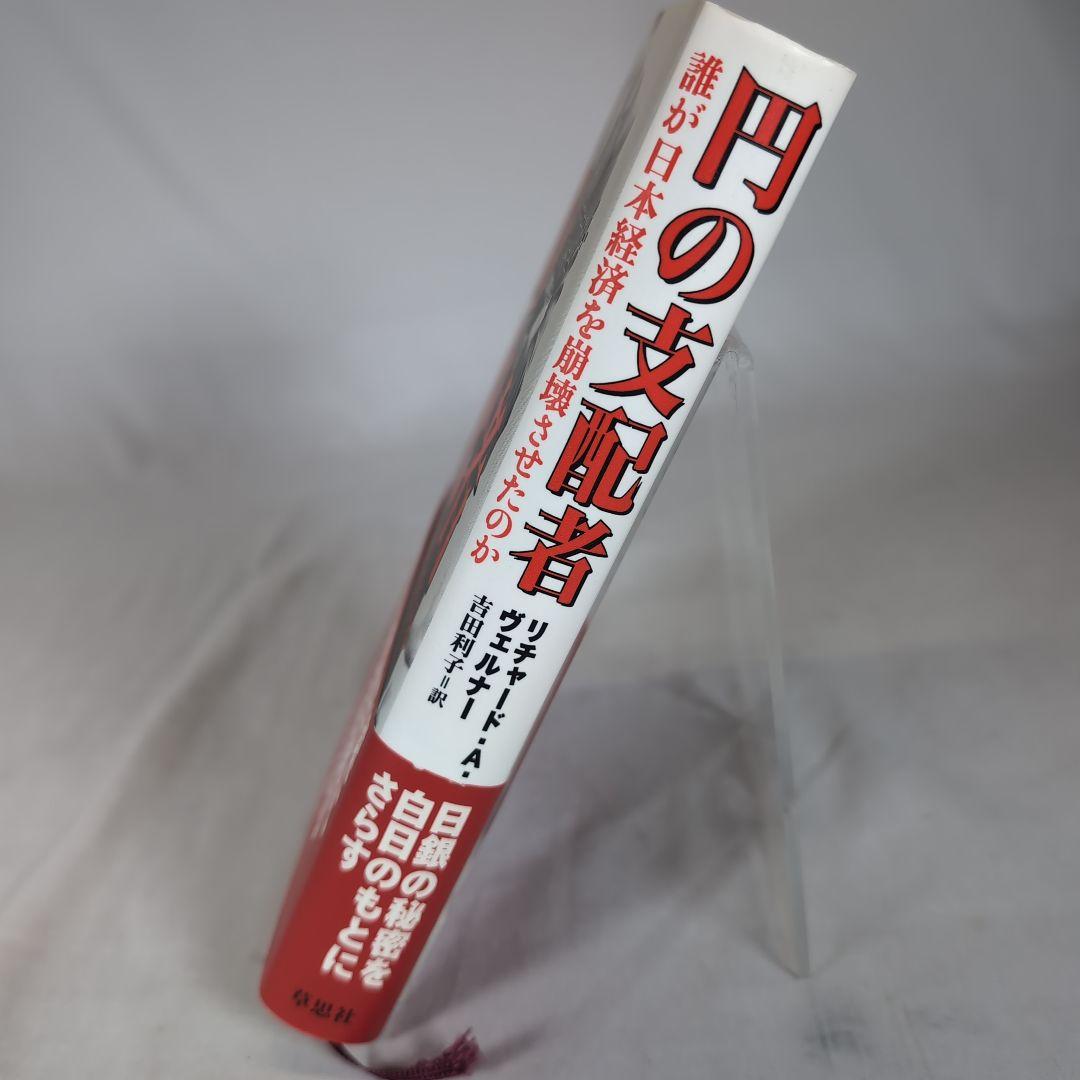 円の支配者
誰が日本経済を崩壊させたのか
リチャード・A・
ヴェルナー
吉田利子=訳
日銀の秘密を
白日のもとに
さらす
草思社